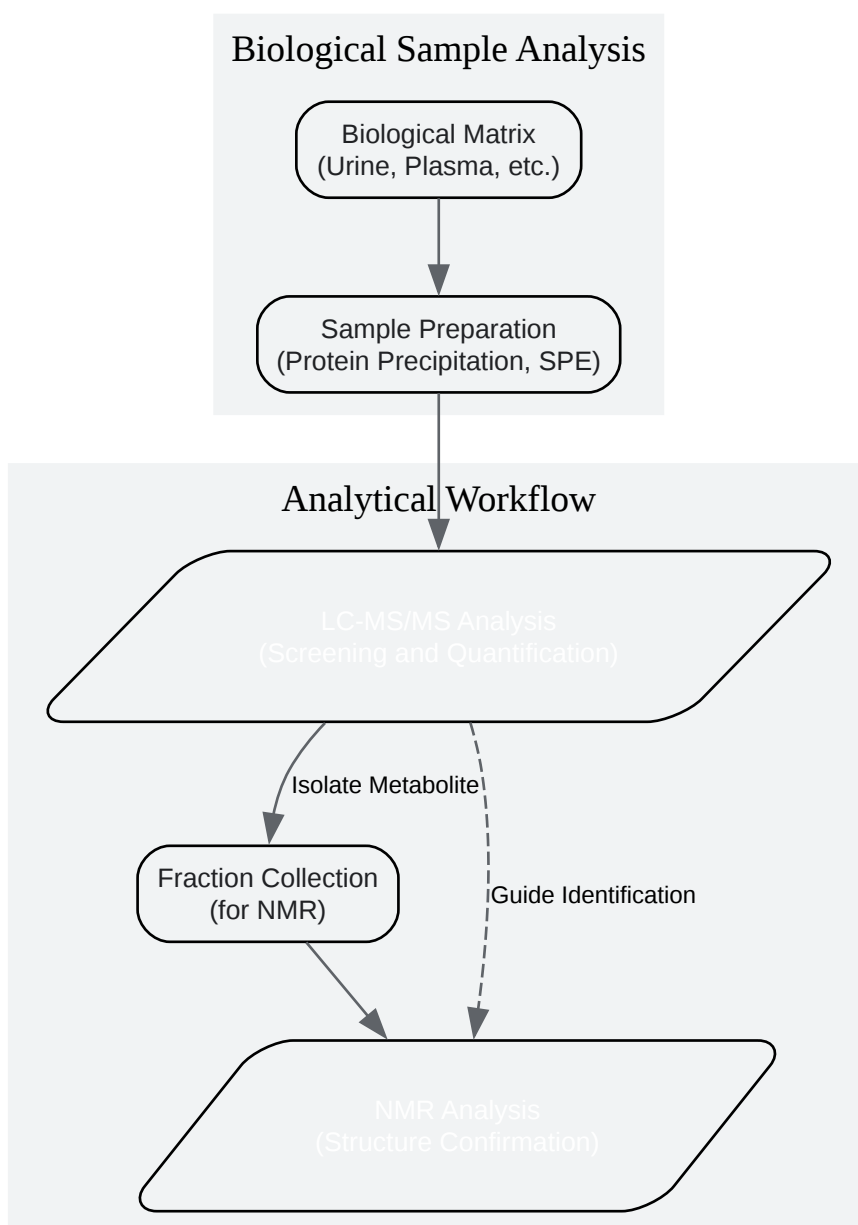 Biological Sample Analysis
Biological Matrix
(Urine, Plasma, etc.)
Sample Preparation
(Protein Precipitation, SPE)
Analytical Workflow
LC-MS/MS Analysis
(Screening and Quantification)
Isolate Metabolite
Fraction Collection
(for NMR)
Guide Identification
NMR Analysis
(Structure Confirmation)